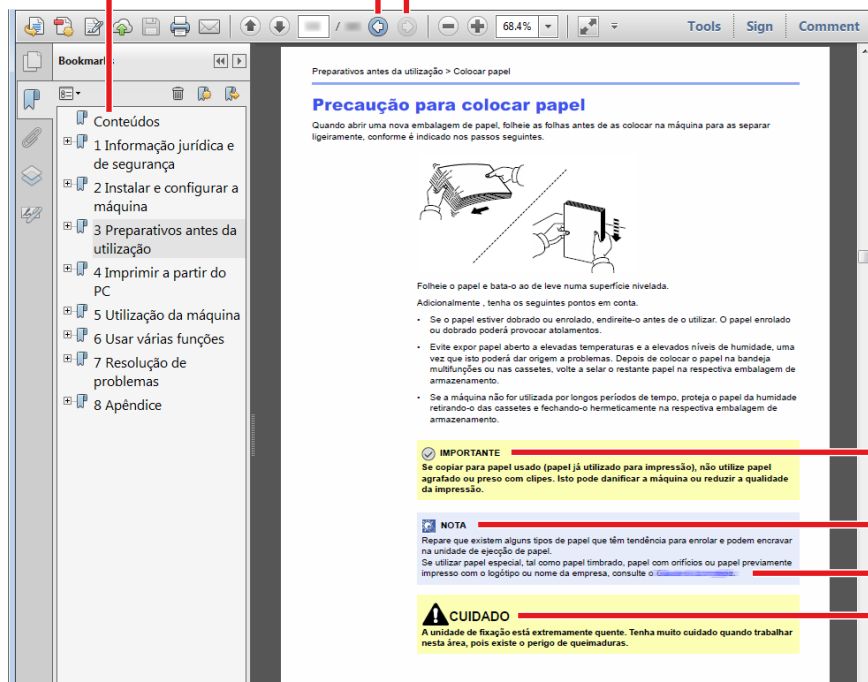 /
68.4%
Tools
Sign
Comment
Bookmar
Conteúdos
1 Informação jurídica e
de segurança
2 Instalar e configurar a
máquina
3 Preparativos antes da
utilização
4 Imprimir a partir do
PC
5 Utilização da máquina
6 Usar várias funções
7 Resolução de
problemas
8 Apêndice
Preparativos antes da utilização > Colocar papel
Precaução para colocar papel
Quando abrir uma nova embalagem de papel, folheie as folhas antes de as colocar na máquina para as separar
ligeiramente, conforme é indicado nos passos seguintes.
Folheie o papel e bata-o ao de leve numa superfície nivelada.
Adicionalmente , tenha os seguintes pontos em conta.
• Se o papel estiver dobrado ou enrolado, endireite-o antes de o utilizar. O papel enrolado
ou dobrado poderá provocar atolamentos.
• Evite expor papel aberto a elevadas temperaturas e a elevados níveis de humidade, uma
vez que isto poderá dar origem a problemas. Depois de colocar o papel na bandeja
multifunções ou nas cassetes, volte a selar o restante papel na respectiva embalagem de
armazenamento.
• Se a máquina não for utilizada por longos períodos de tempo, proteja o papel da humidade
retirando-o das cassetes e fechando-o hermeticamente na respectiva embalagem de
armazenamento.
IMPORTANTE
Se copiar para papel usado (papel já utilizado para impressão), não utilize papel
agrafado ou preso com clipes. Isto pode danificar a máquina ou reduzir a qualidade
da impressão.
NOTA
Repare que existem alguns tipos de papel que têm tendência para enrolar e podem encravar
na unidade de ejecção de papel.
Se utilizar papel especial, tal como papel timbrado, papel com orifícios ou papel previamente
impresso com o logótipo ou nome da empresa, consulte o
CUIDADO
A unidade de fixação está extremamente quente. Tenha muito cuidado quando trabalhar
nesta área, pois existe o perigo de queimaduras.